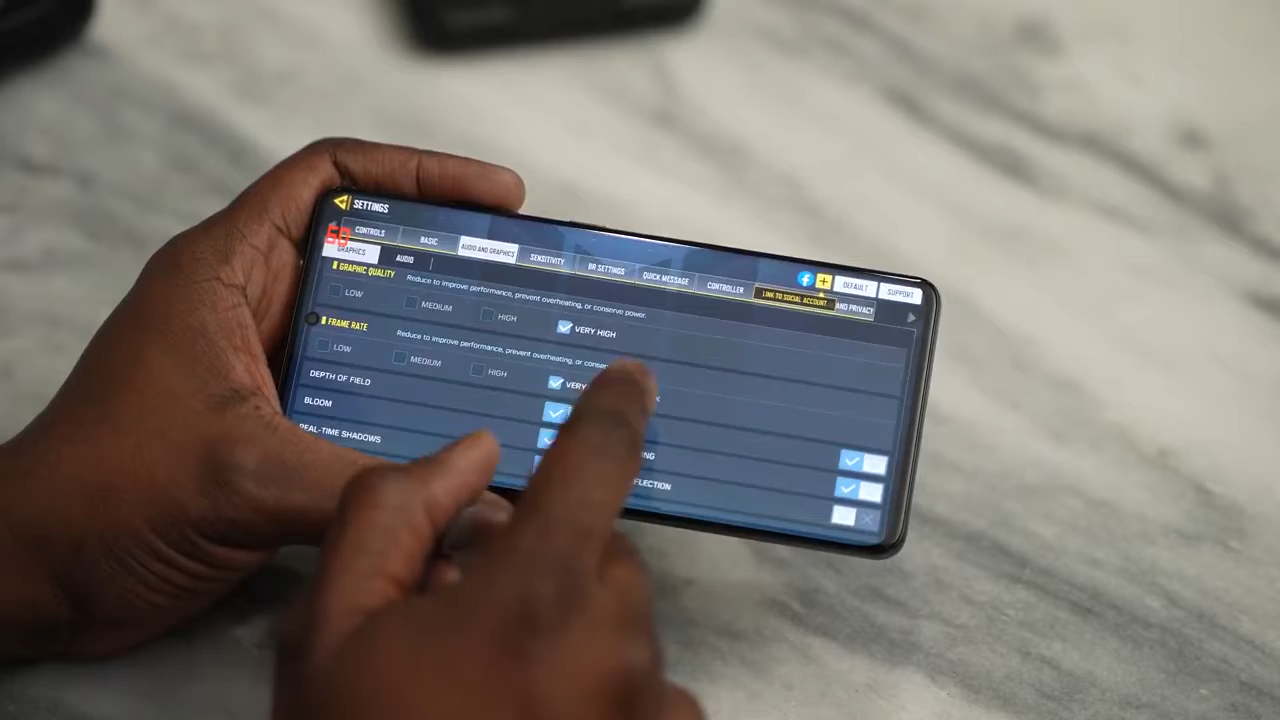 SETTINGS
60
CONTROLS
BASIC
AUDIO AND GRAPHICS
SENSITIVITY
BR SETTINGS
QUICK MESSAGE
CONTROLLER
AND PRIVACY
DEFAULT
SUPPORT
LINK TO SOCIAL ACCOUNT
GRAPHICS
AUDIO
GRAPHIC QUALITY
Reduce to improve performance, prevent overheating, or conserve power.
LOW
MEDIUM
HIGH
VERY HIGH
FRAME RATE
Reduce to improve performance, prevent overheating, or conse
LOW
MEDIUM
HIGH
VERY
DEPTH OF FIELD
BLOOM
REAL-TIME SHADOWS